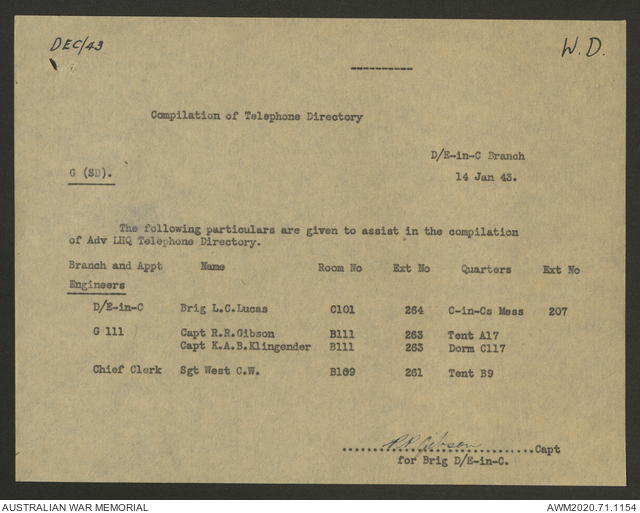 DEC/43
W.D.
Compilation of Telephone Directory
D/E-in-C Branch
G (SD).
14 Jan 43.
The following particulars are given to assist in the compilation
of Adv LHQ Telephone Directory.
Branch and Appt Name Room No Ext No Quarters Ext No
Engineers
D/E-in-C Brig L.C.Lucas C101 264 C-in-Cs Mess 207
G 111 Capt R.R.Gibson B111 263 Tent A17
Capt K.A.B.Klingender B111 263 Dorm C117
Chief Clerk Sgt West C.W. B109 261 Tent B9
RR Gibson
..............................Capt
for Brig D/E-in-C.
AUSTRALIAN WAR MEMORIAL
AWM2020.71.1154